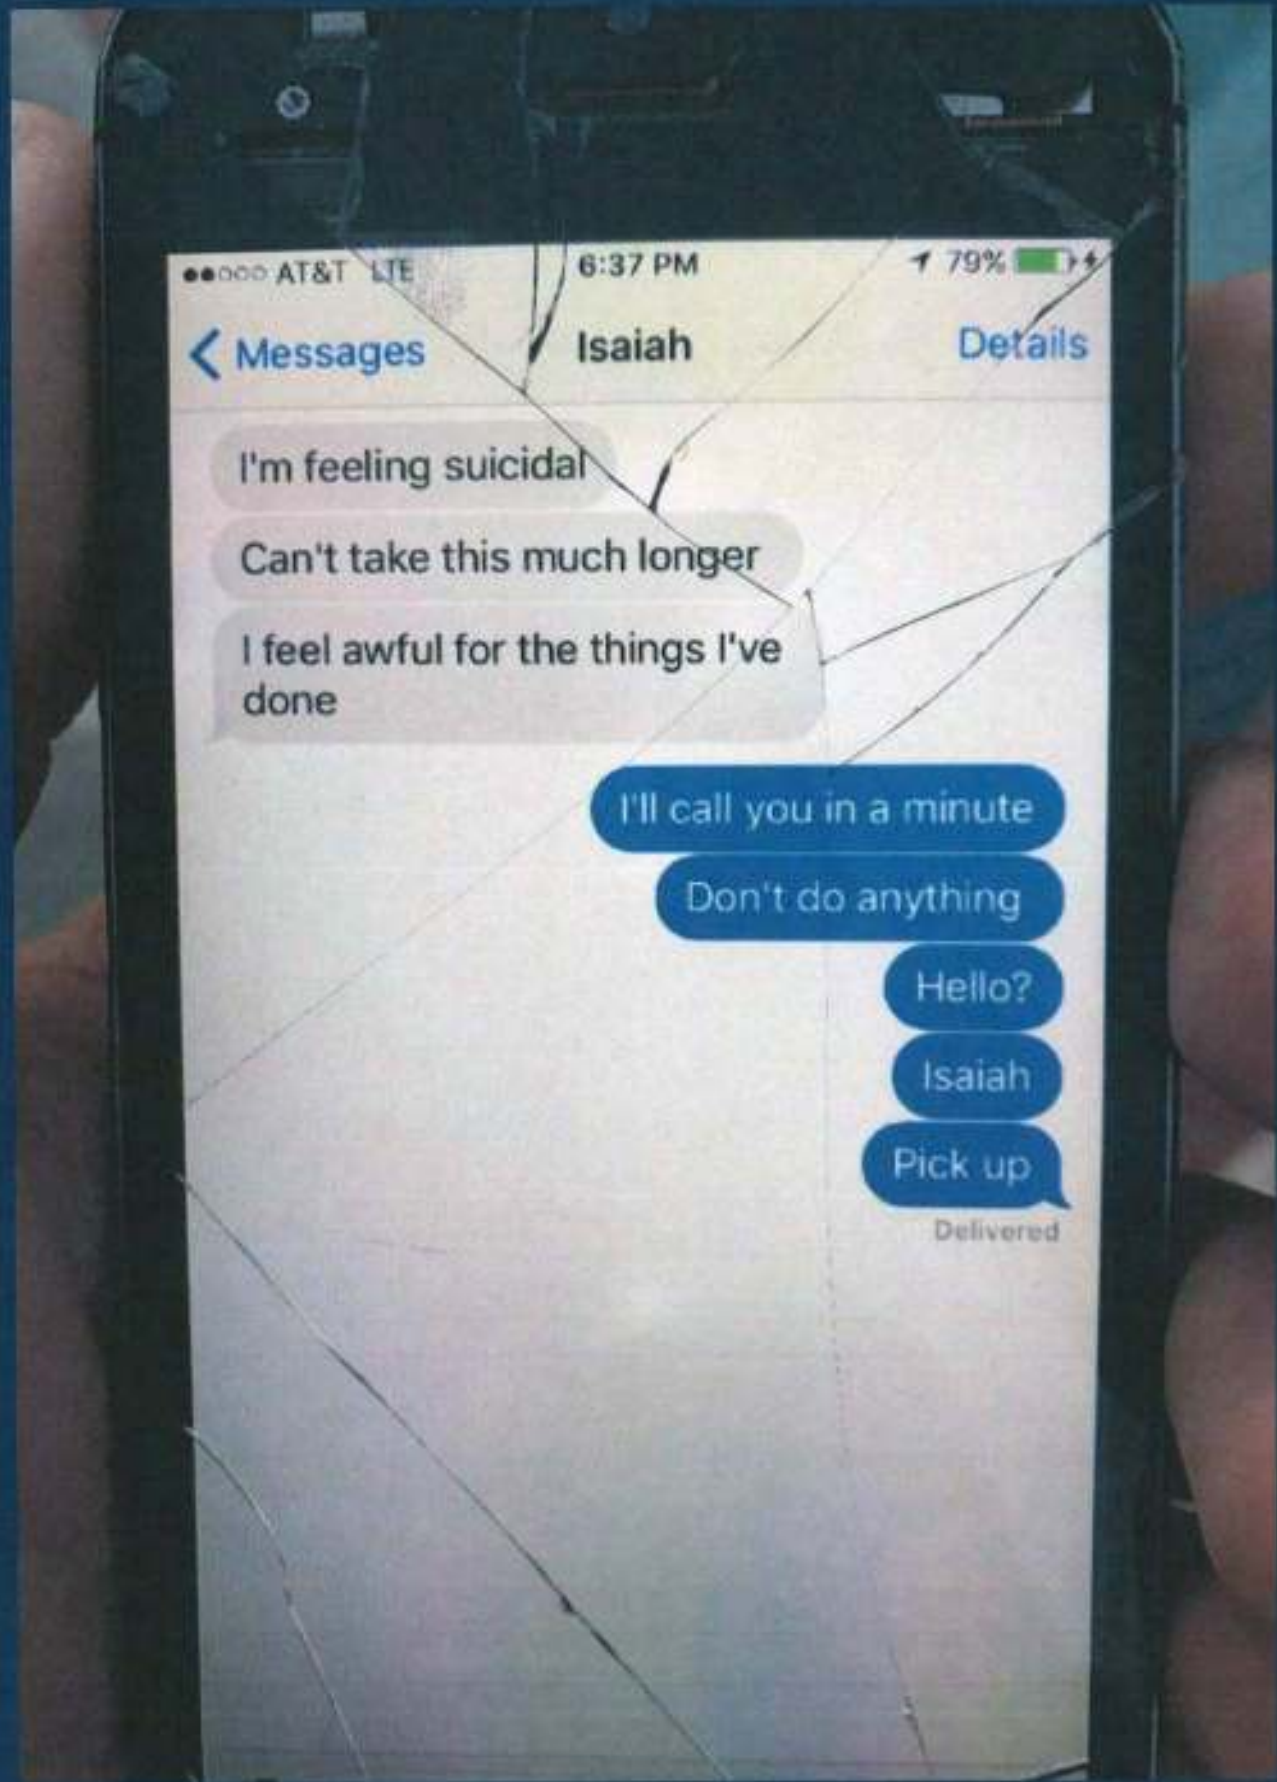 AT&T LTE 6:37 PM 79%
Messages Isaiah Details
I'm feeling suicidal
Can't take this much longer
I feel awful for the things I've
done
I'll call you in a minute
Don't do anything
Hello?
Isaiah
Pick up
Delivered